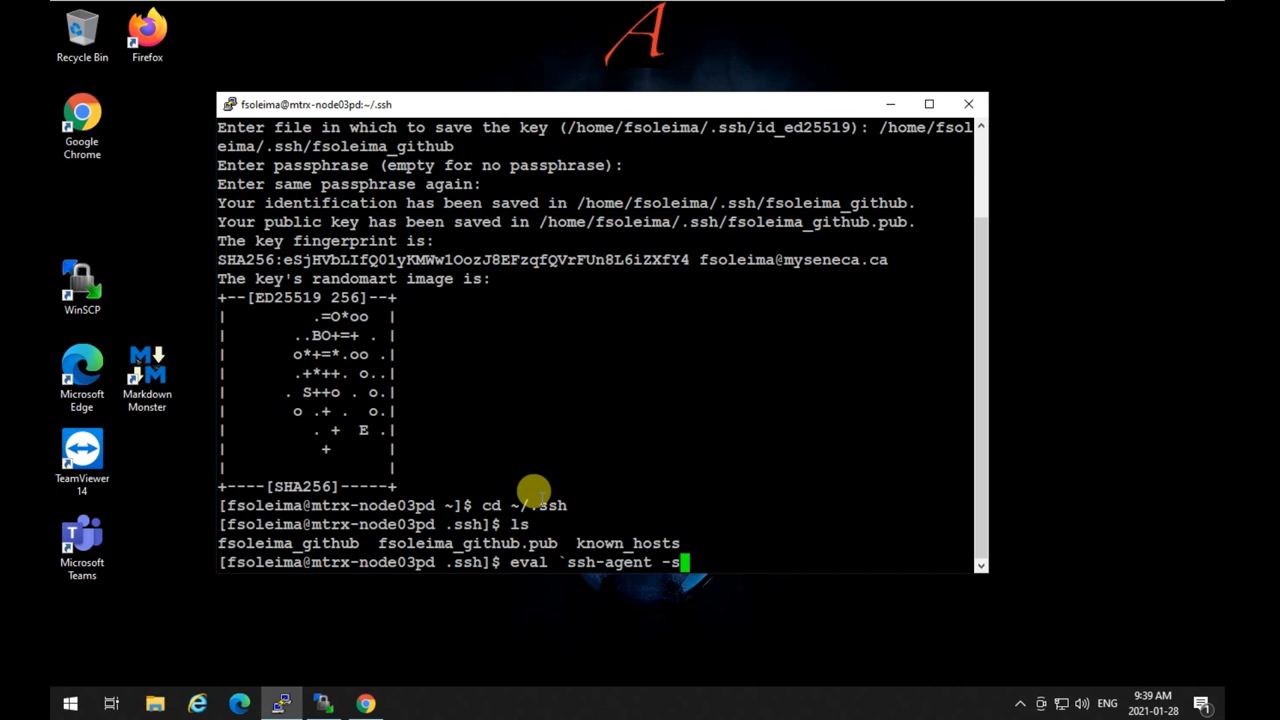 Recycle Bin
Firefox
Google
Chrome
WinSCP
Microsoft
Edge
Markdown
Monster
TeamViewer
14
Microsoft
Teams
A
fsoleima@mtrx-node03pd:~/.ssh
Enter file in which to save the key (/home/fsoleima/.ssh/id_ed25519): /home/fsol
eima/.ssh/fsoleima_github
Enter passphrase (empty for no passphrase):
Enter same passphrase again:
Your identification has been saved in /home/fsoleima/.ssh/fsoleima_github.
Your public key has been saved in /home/fsoleima/.ssh/fsoleima_github.pub.
The key fingerprint is:
SHA256:eSjHVbLIfQ01yKMWw1OozJ8EFzqfQVrFUn8L6iZXfY4 fsoleima@myseneca.ca
The key's randomart image is:
+--[ED25519 256]--+
|         .=O*oo  |
|       ..BO+=+ . |
|       o*+=*.oo .|
|       .+*++. o..|
|      . S++o . o.|
|       o .+ .  o.|
|         . +  E .|
|          +      |
|                 |
+----[SHA256]-----+
[fsoleima@mtrx-node03pd ~]$ cd ~/.ssh
[fsoleima@mtrx-node03pd .ssh]$ ls
fsoleima_github  fsoleima_github.pub  known_hosts
[fsoleima@mtrx-node03pd .ssh]$ eval `ssh-agent -s
ENG
9:39 AM
2021-01-28
1